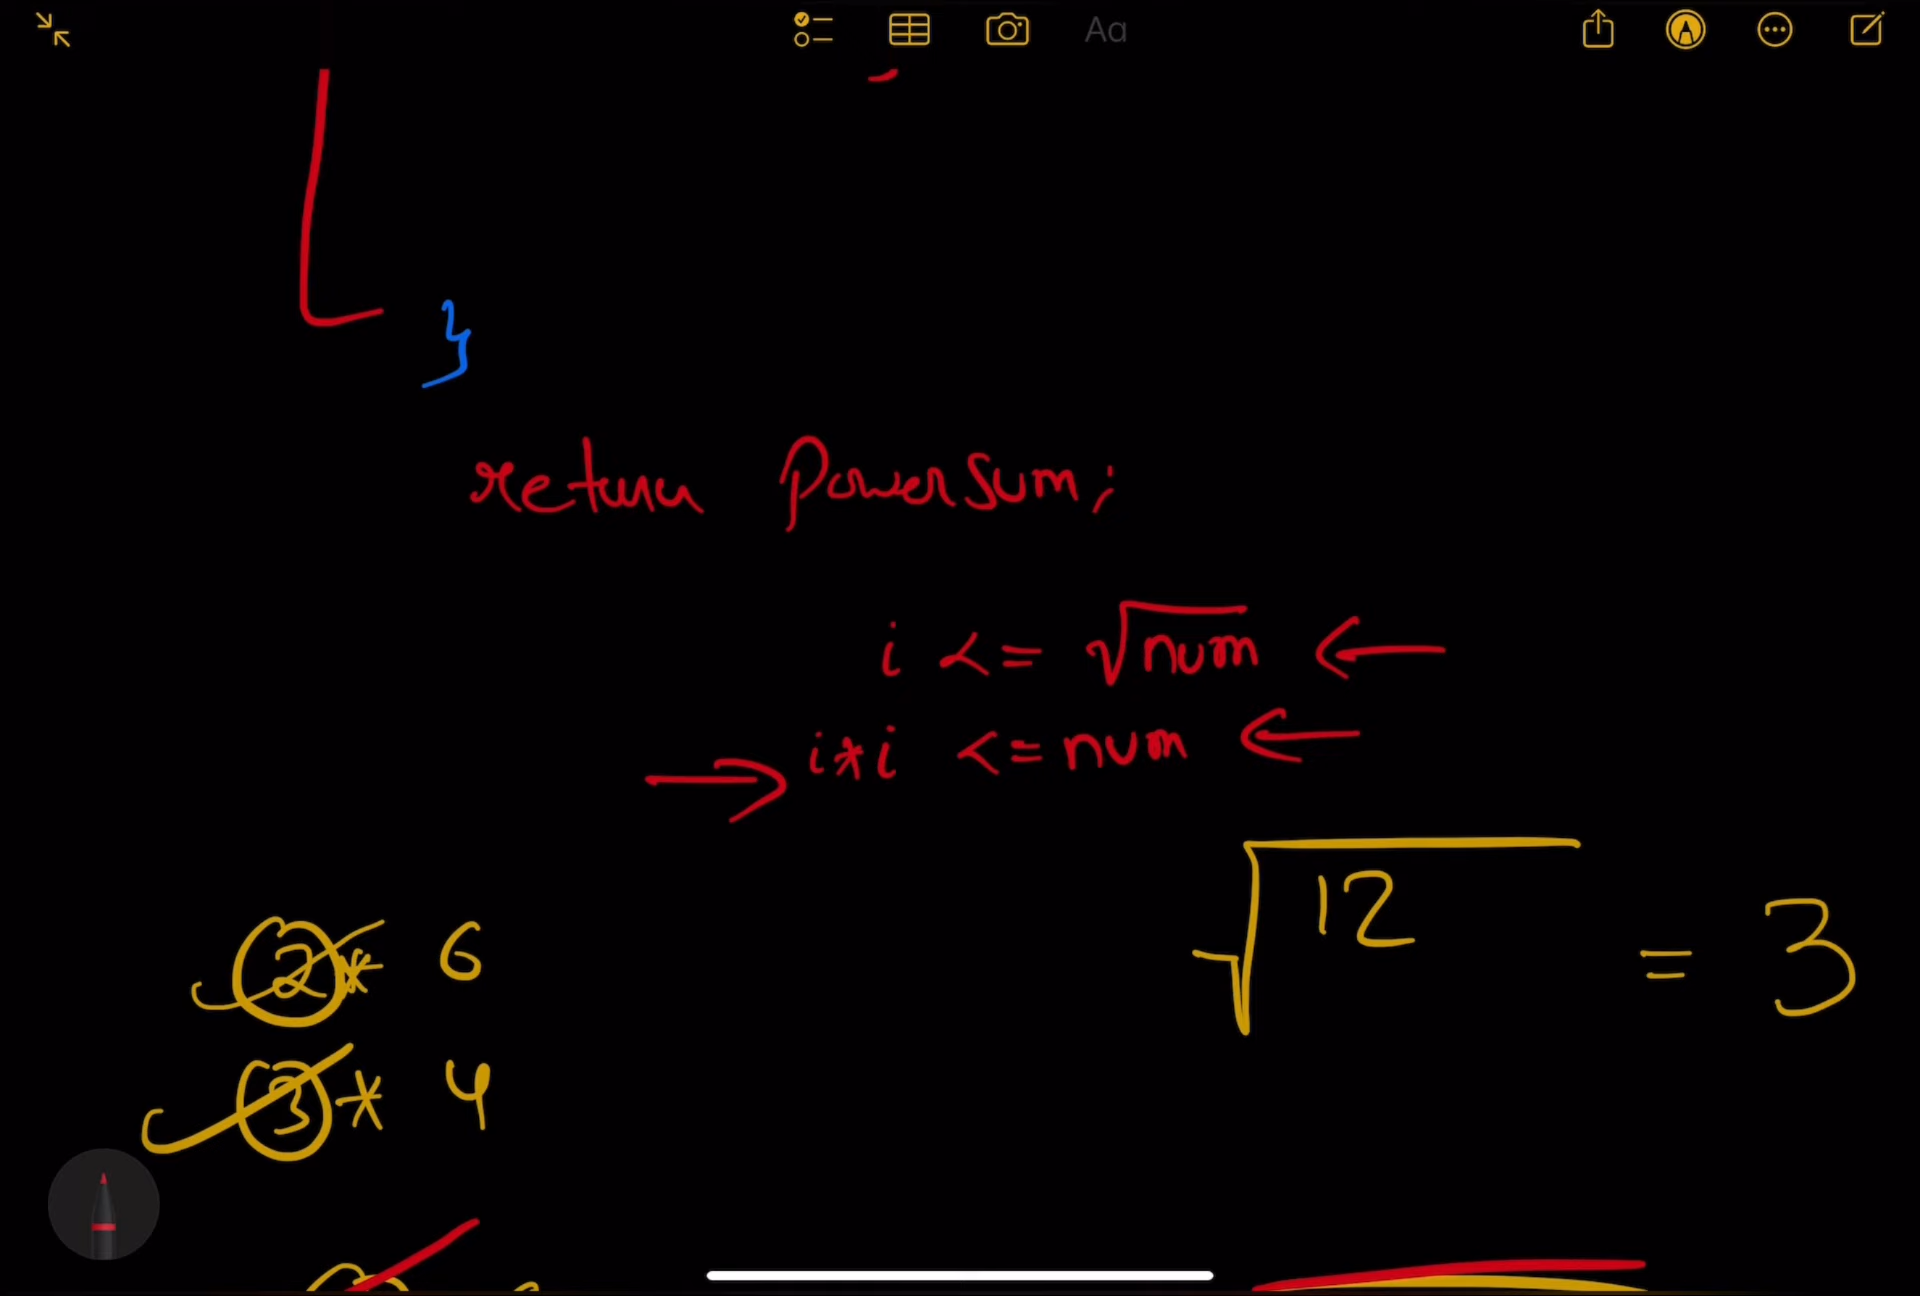 Aa
}
return PowerSum;
i <= √num ←
→ i*i <= num ←
√12 = 3
2 * 6
3 * 4